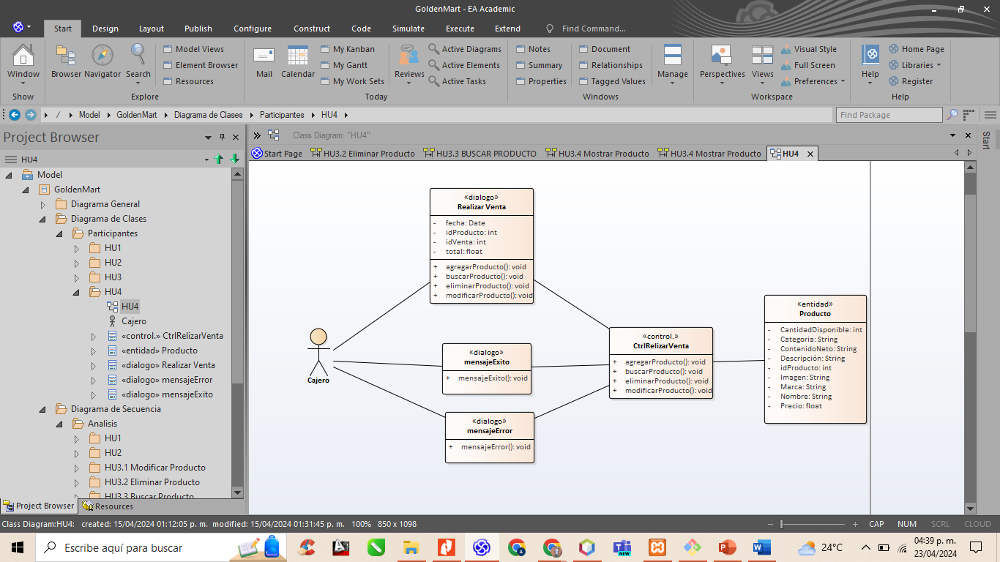 GoldenMart - EA Academic
Start Design Layout Publish Configure Construct Code Simulate Execute Extend Find Command...
Window Browser Navigator Search Model Views Element Browser Resources Mail Calendar My Kanban My Gantt My Work Sets Reviews Active Diagrams Active Elements Active Tasks Notes Summary Properties Document Relationships Tagged Values Manage Perspectives Views Visual Style Full Screen Preferences Help Home Page Libraries Register
Show Explore Today Windows Workspace Help
/ Model GoldenMart Diagrama de Clases Participantes HU4 Find Package
Project Browser
HU4
Model
GoldenMart
Diagrama General
Diagrama de Clases
Participantes
HU1
HU2
HU3
HU4
HU4
Cajero
«control.» CtrlRelizarVenta
«entidad» Producto
«dialogo» Realizar Venta
«dialogo» mensajeError
«dialogo» mensajeExito
Diagrama de Secuencia
Analisis
HU1
HU2
HU3.1 Modificar Producto
HU3.2 Eliminar Producto
HU3.3 Buscar Producto
Project Browser Resources
Class Diagram: "HU4"
Start Page HU3.2 Eliminar Producto HU3.3 BUSCAR PRODUCTO HU3.4 Mostrar Producto HU3.4 Mostrar Producto HU4
Start
«dialogo»
Realizar Venta
- fecha: Date
- idProducto: int
- idVenta: int
- total: float
+ agregarProducto(): void
+ buscarProducto(): void
+ eliminarProducto(): void
+ modificarProducto(): void
Cajero
«dialogo»
mensajeExito
+ mensajeExito(): void
«dialogo»
mensajeError
+ mensajeError(): void
«control.»
CtrlRelizarVenta
+ agregarProducto(): void
+ buscarProducto(): void
+ eliminarProducto(): void
+ modificarProducto(): void
«entidad»
Producto
- CantidadDisponible: int
- Categoria: String
- ContenidoNeto: String
- Descripción: String
- idProducto: int
- Imagen: String
- Marca: String
- Nombre: String
- Precio: float
Class Diagram:HU4: created: 15/04/2024 01:12:05 p. m. modified: 15/04/2024 01:31:45 p. m. 100% 850 x 1098 CAP NUM SCRL CLOUD
Escribe aquí para buscar
NEW
24°C
04:39 p. m.
23/04/2024